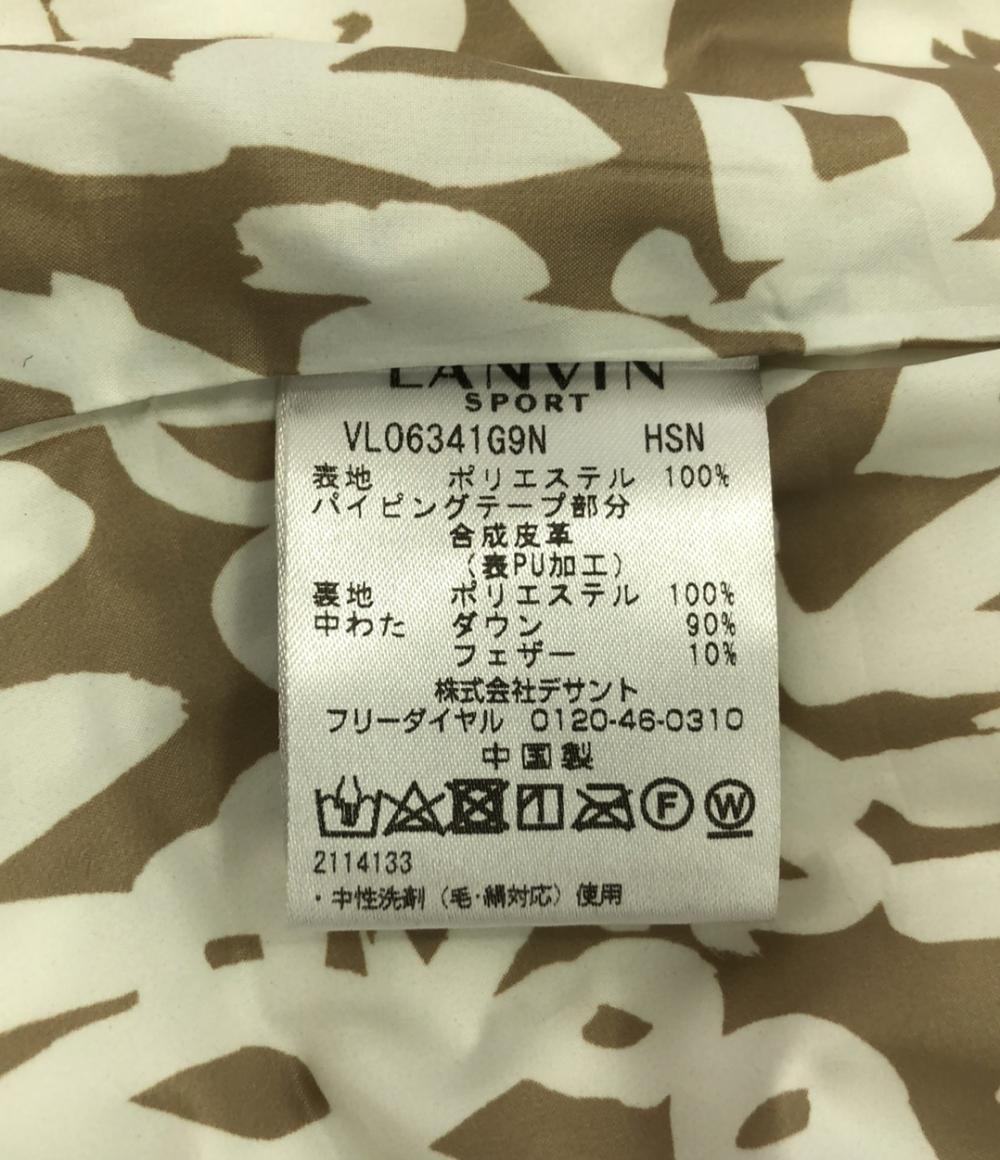 LANVIN
SPORT
VLO6341G9N HSN
表地 ポリエステル 100%
パイピングテープ部分
合成皮革
(表PU加工)
裏地 ポリエステル 100%
中わた ダウン 90%
フェザー 10%
株式会社デサント
フリーダイヤル 0120-46-0310
中国製
F W
2114133
・中性洗剤(毛・絹対応)使用